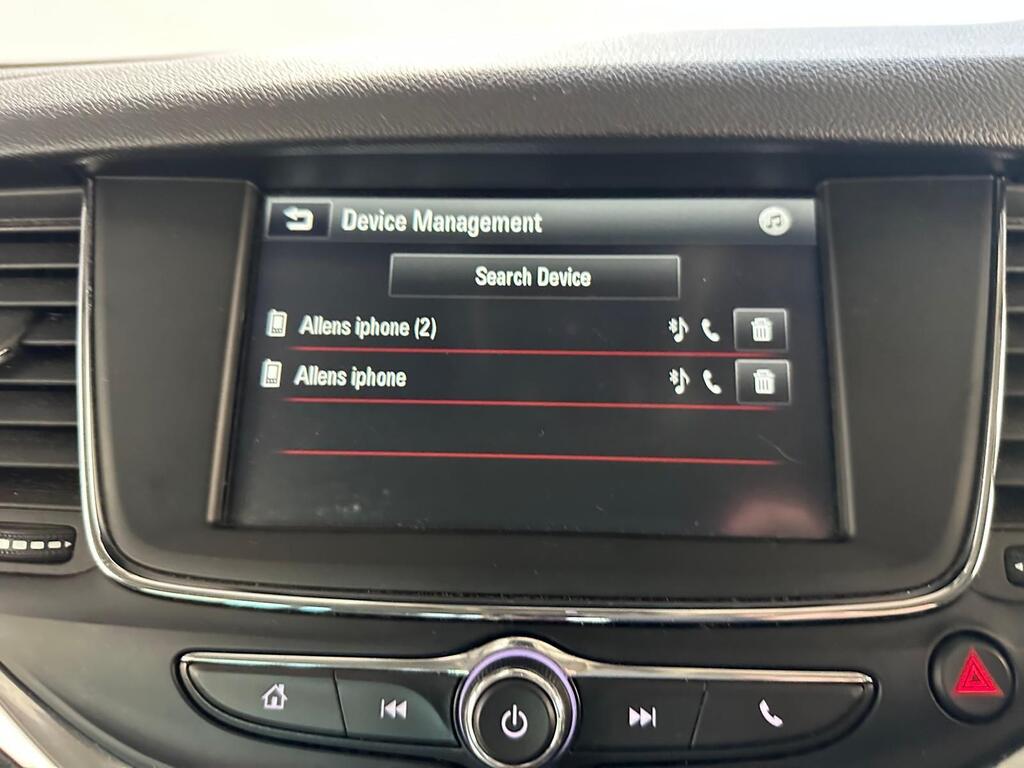 Device Management
Search Device
Allens iphone (2)
Allens iphone